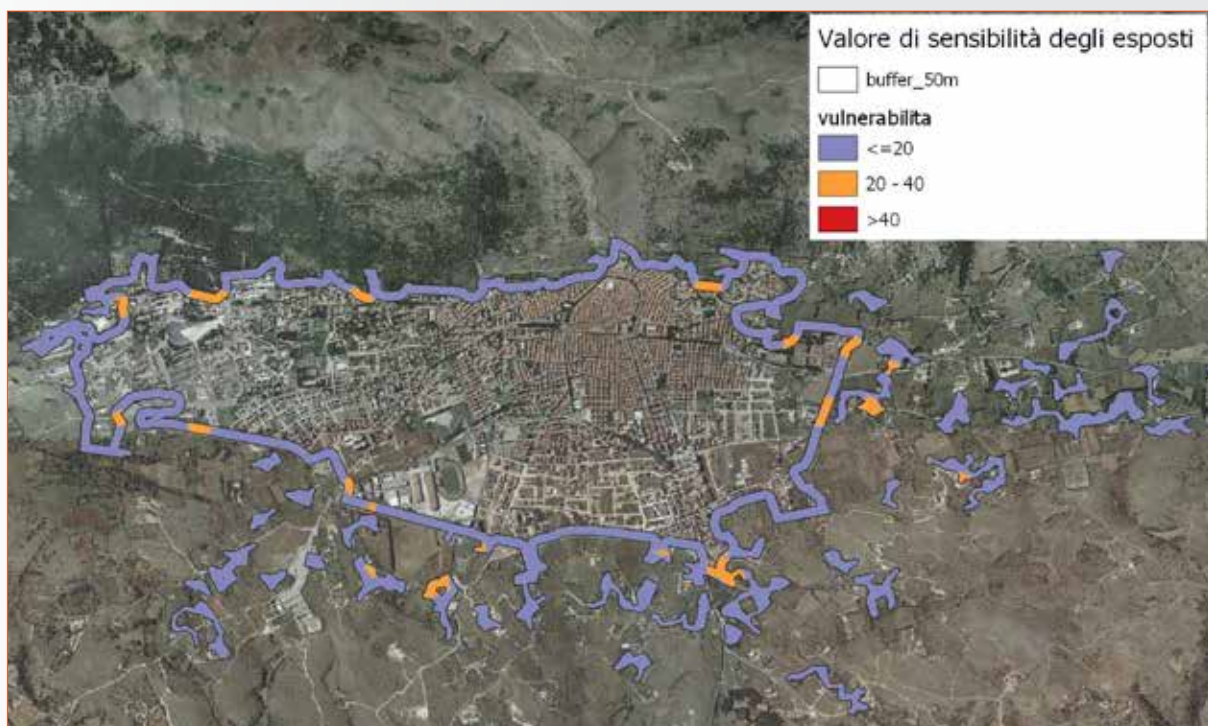 Valore di sensibilità degli esposti
buffer_50m
vulnerabilita
<=20
20 - 40
>40